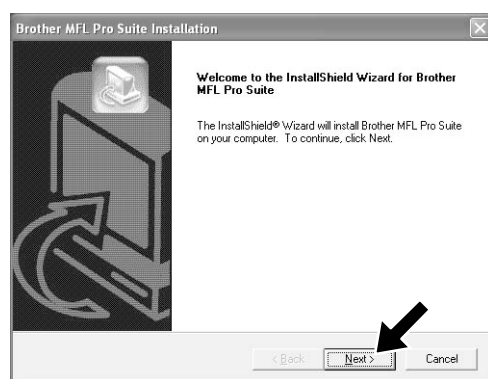 Brother MFL Pro Suite Installation
Welcome to the InstallShield Wizard for Brother
MFL Pro Suite
The InstallShield® Wizard will install Brother MFL Pro Suite
on your computer. To continue, click Next.
< Back
Next >
Cancel